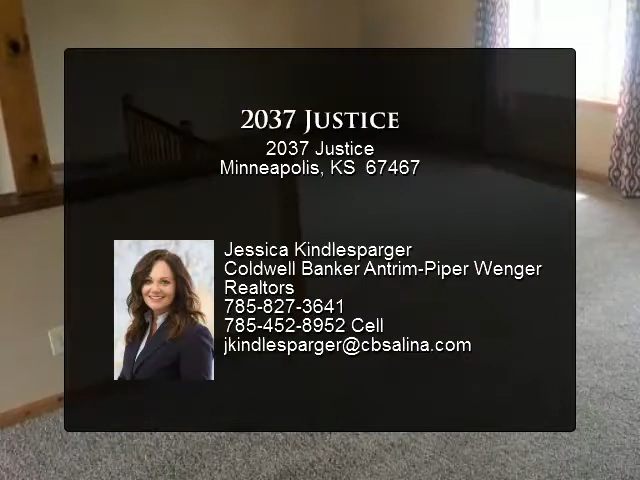 2037 Justice
2037 Justice
Minneapolis, KS 67467
Jessica Kindlesparger
Coldwell Banker Antrim-Piper Wenger
Realtors
785-827-3641
785-452-8952 Cell
jkindlesparger@cbsalina.com